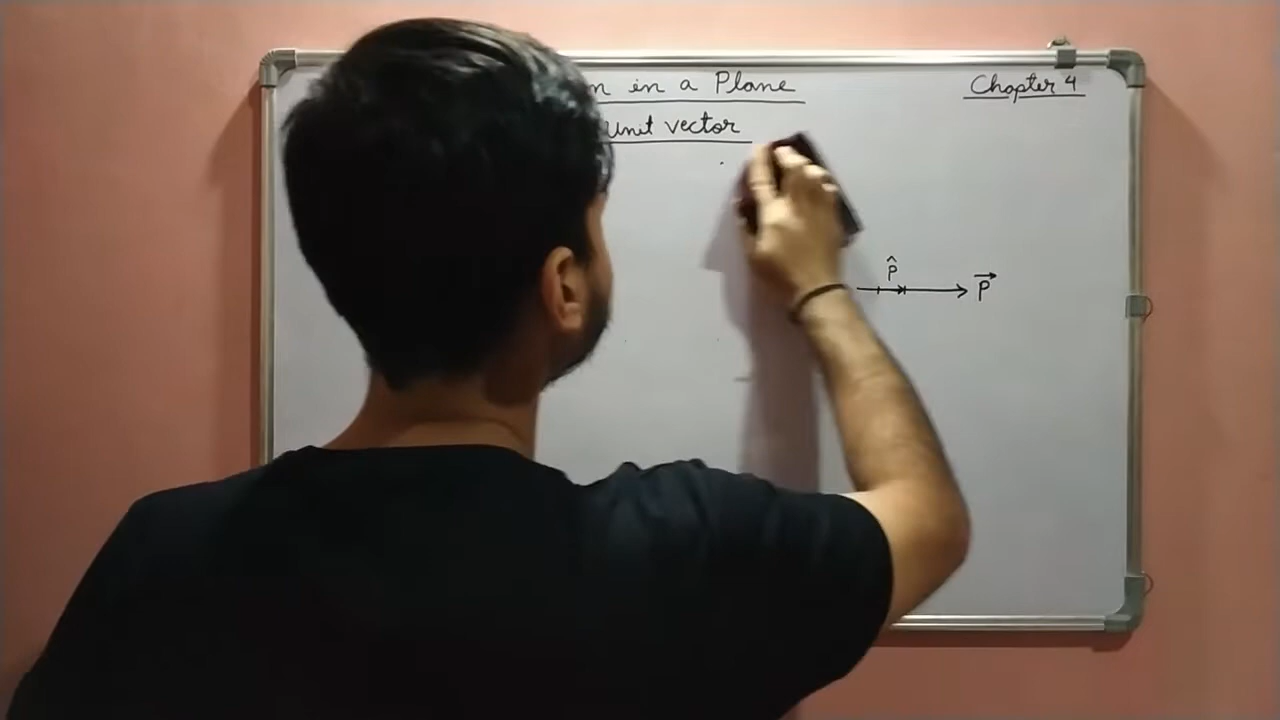 n in a Plane
Chapter 4
Unit vector
p̂
P⃗